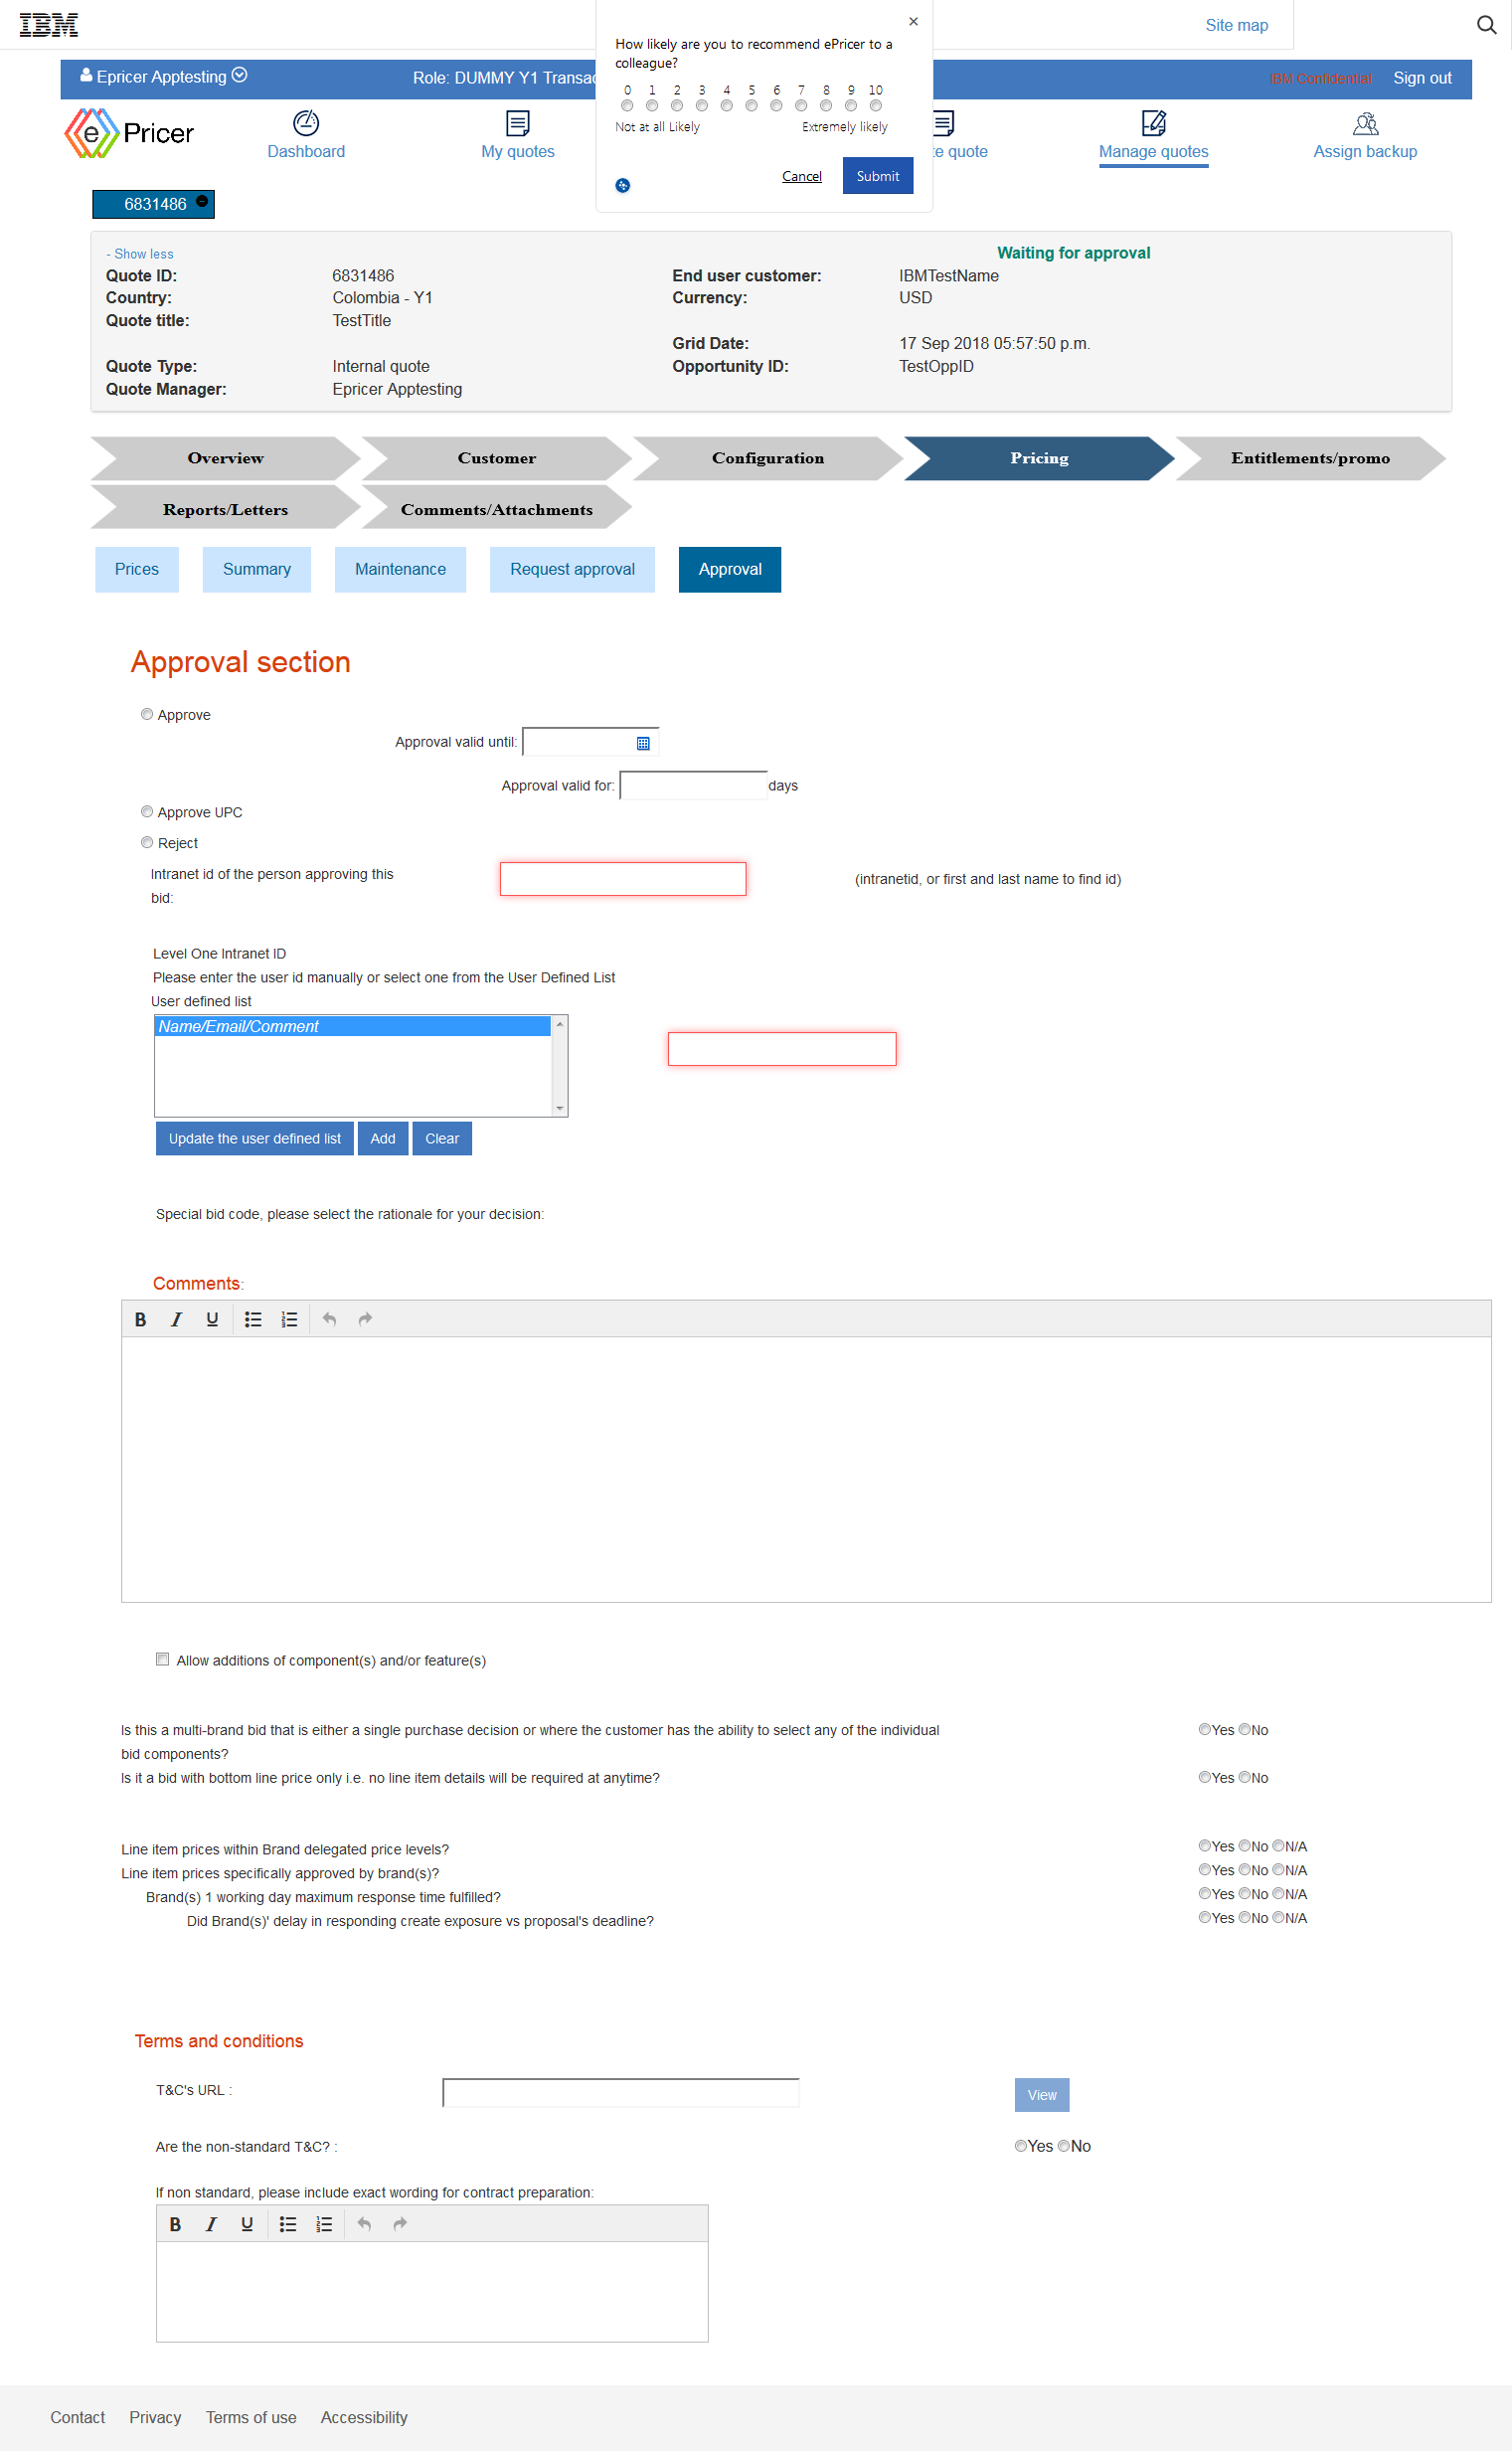 IBM
Site map
×
How likely are you to recommend ePricer to a
colleague?
0 1 2 3 4 5 6 7 8 9 10
Not at all Likely Extremely likely
Cancel Submit
Epricer Apptesting
Role: DUMMY Y1
IBM Confidential
Sign out
e Pricer
Dashboard
My quotes
quote
Manage quotes
Assign backup
6831486
- Show less
Waiting for approval
Quote ID: 6831486 End user customer: IBMTestName
Country: Colombia - Y1 Currency: USD
Quote title: TestTitle
Grid Date: 17 Sep 2018 05:57:50 p.m.
Quote Type: Internal quote Opportunity ID: TestOppID
Quote Manager: Epricer Apptesting
Overview Customer Configuration Pricing Entitlements/promo
Reports/Letters Comments/Attachments
Prices Summary Maintenance Request approval Approval
Approval section
Approve
Approval valid until:
Approval valid for: days
Approve UPC
Reject
Intranet id of the person approving this
bid:
(intranetid, or first and last name to find id)
Level One Intranet ID
Please enter the user id manually or select one from the User Defined List
User defined list
Name/Email/Comment
Update the user defined list Add Clear
Special bid code, please select the rationale for your decision:
Comments:
B I U
Allow additions of component(s) and/or feature(s)
Is this a multi-brand bid that is either a single purchase decision or where the customer has the ability to select any of the individual
bid components?
Yes No
Is it a bid with bottom line price only i.e. no line item details will be required at anytime? Yes No
Line item prices within Brand delegated price levels? Yes No N/A
Line item prices specifically approved by brand(s)? Yes No N/A
Brand(s) 1 working day maximum response time fulfilled? Yes No N/A
Did Brand(s)' delay in responding create exposure vs proposal's deadline? Yes No N/A
Terms and conditions
T&C's URL : View
Are the non-standard T&C? : Yes No
If non standard, please include exact wording for contract preparation:
B I U
Contact Privacy Terms of use Accessibility